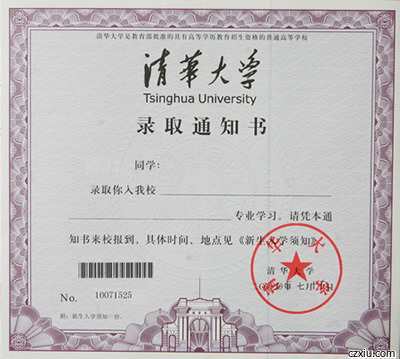 清华大学是教育部批准的具有高等学历教育招生资格的普通高等学校
清華大学
Tsinghua University
录取通知书
同学：
录取你入我校
专业学习。请凭本通
知书来校报到。具体时间、地点见《新生入学须知》。
清华大学
年七月 日
No. 10071525
附：新生入学须知一份。
czxiu.com